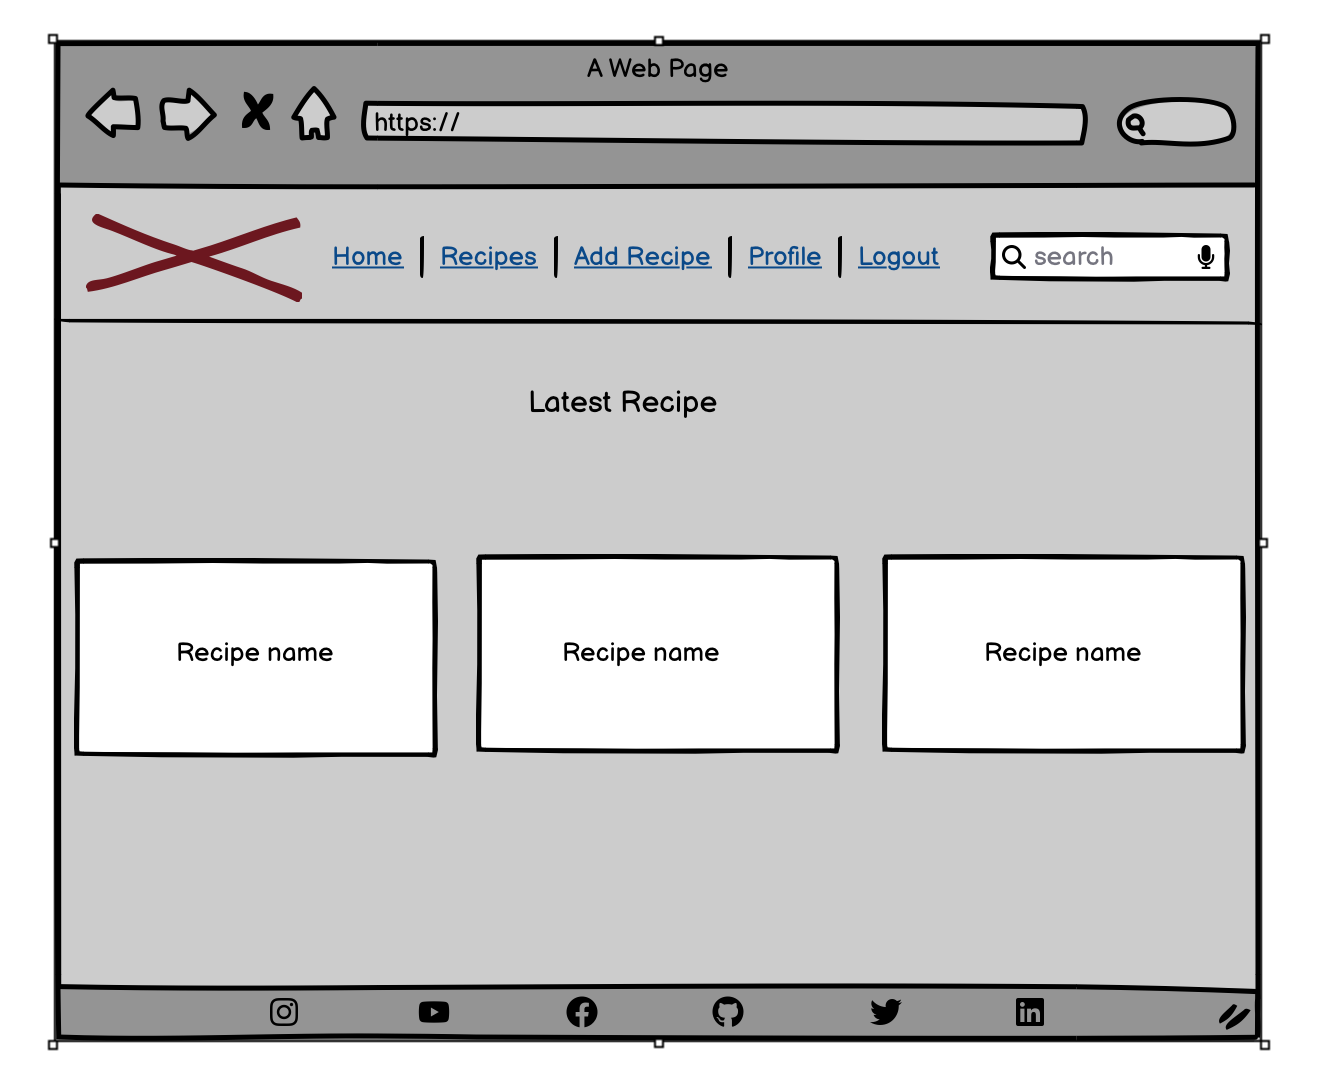 A Web Page
https://
Home Recipes Add Recipe Profile Logout search
Latest Recipe
Recipe name Recipe name Recipe name